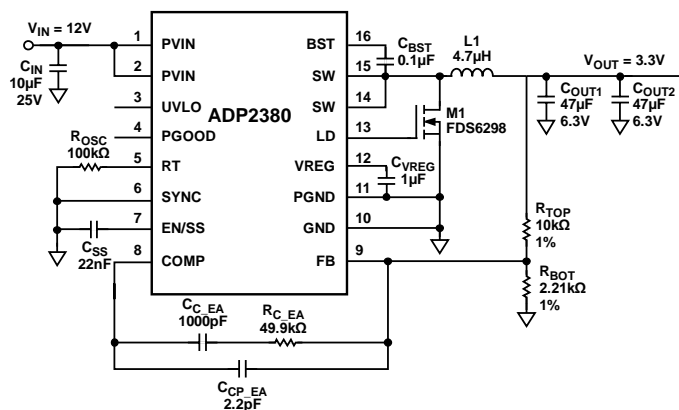 V_IN = 12V
C_IN
10µF
25V
1 PVIN
2 PVIN
3 UVLO
4 PGOOD
R_OSC
100kΩ
5 RT
6 SYNC
7 EN/SS
C_SS
22nF
8 COMP
ADP2380
BST 16
SW 15
SW 14
LD 13
VREG 12
PGND 11
GND 10
FB 9
C_BST
0.1µF
L1
4.7µH
M1
FDS6298
C_VREG
1µF
V_OUT = 3.3V
C_OUT1
47µF
6.3V
C_OUT2
47µF
6.3V
R_TOP
10kΩ
1%
R_BOT
2.21kΩ
1%
C_C_EA
1000pF
R_C_EA
49.9kΩ
C_CP_EA
2.2pF